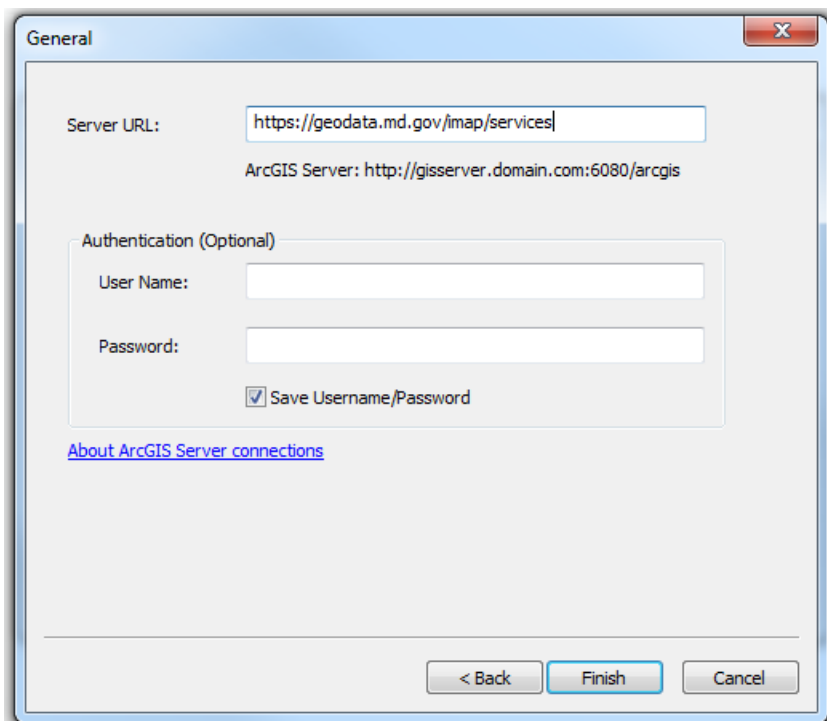 General
Server URL: https://geodata.md.gov/imap/services
ArcGIS Server: http://gisserver.domain.com:6080/arcgis
Authentication (Optional)
User Name:
Password:
Save Username/Password
About ArcGIS Server connections
< Back Finish Cancel